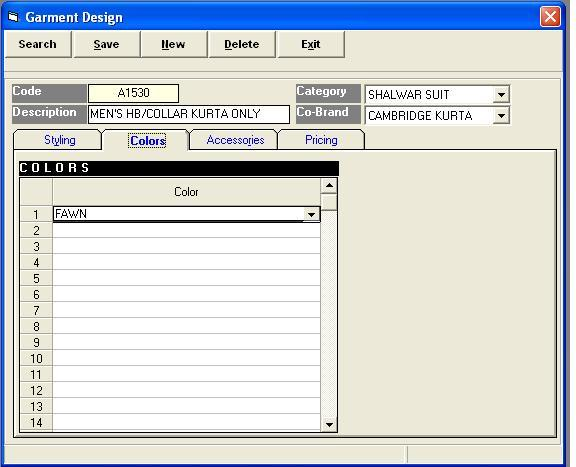 Garment Design
Search Save New Delete Exit
Code A1530 Category SHALWAR SUIT
Description MEN'S HB/COLLAR KURTA ONLY Co-Brand CAMBRIDGE KURTA
Styling Colors Accessories Pricing
COLORS
Color
1 FAWN
2
3
4
5
6
7
8
9
10
11
12
13
14